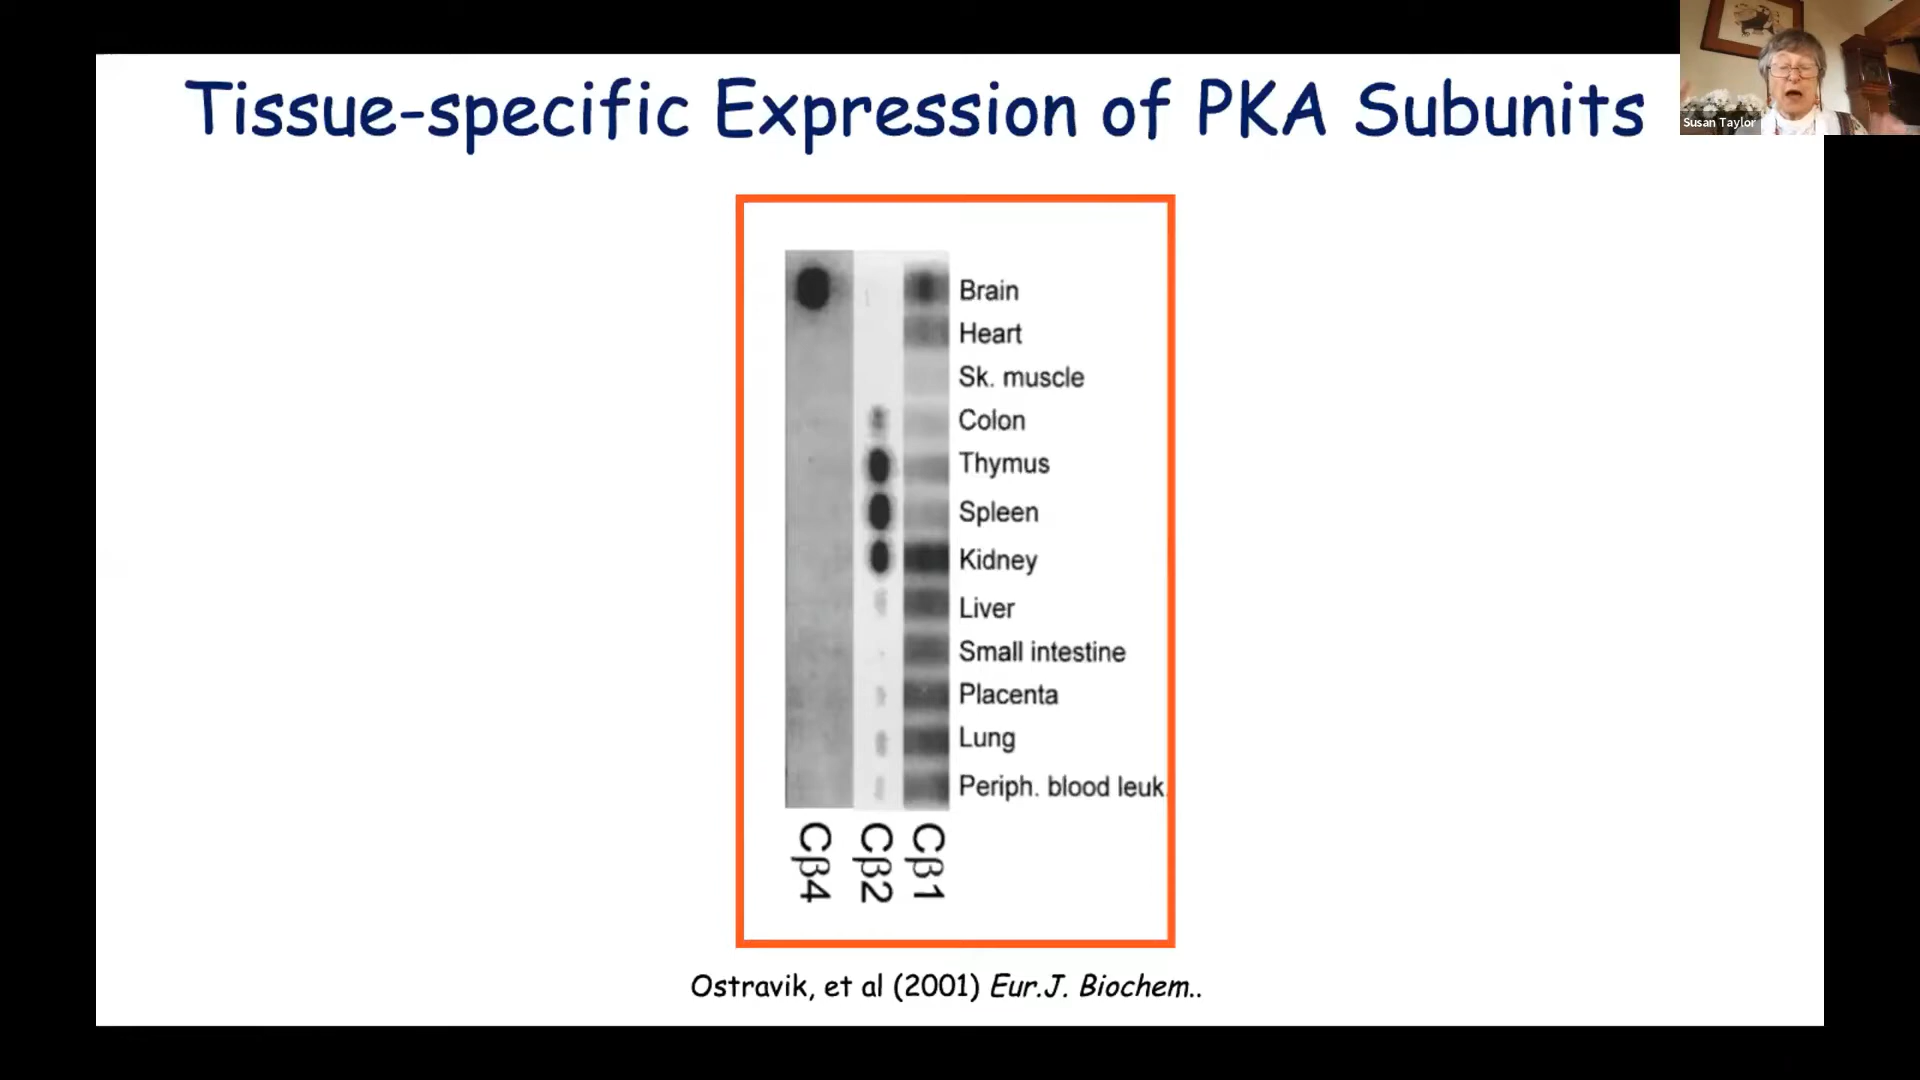 Tissue-specific Expression of PKA Subunits
Susan Taylor
Brain
Heart
Sk. muscle
Colon
Thymus
Spleen
Kidney
Liver
Small intestine
Placenta
Lung
Periph. blood leuk.
Cβ4
Cβ2
Cβ1
Ostravik, et al (2001) Eur.J. Biochem..